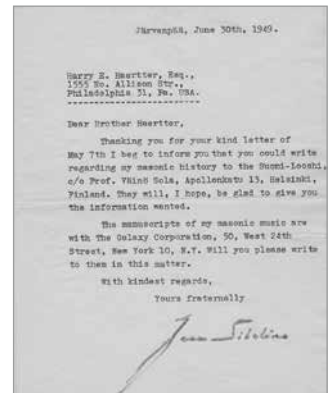 Järvenpää, June 30th, 1949.
Harry E. Haertter, Esq.,
1555 No. Allison Str.,
Philadelphia 31, Pa. USA.
Dear Brother Haertter,
Thanking you for your kind letter of
May 7th I beg to inform you that you could write
regarding my masonic history to the Suomi-Looshi,
c/o Prof. Väinö Sola, Apollonkatu 13, Helsinki,
Finland. They will, I hope, be glad to give you
the information wanted.
The manuscripts of my masonic music are
with The Galaxy Corporation, 50, West 24th
Street, New York 10, N.Y. Will you please write
to them in this matter.
With kindest regards,
Yours fraternally
Jean Sibelius